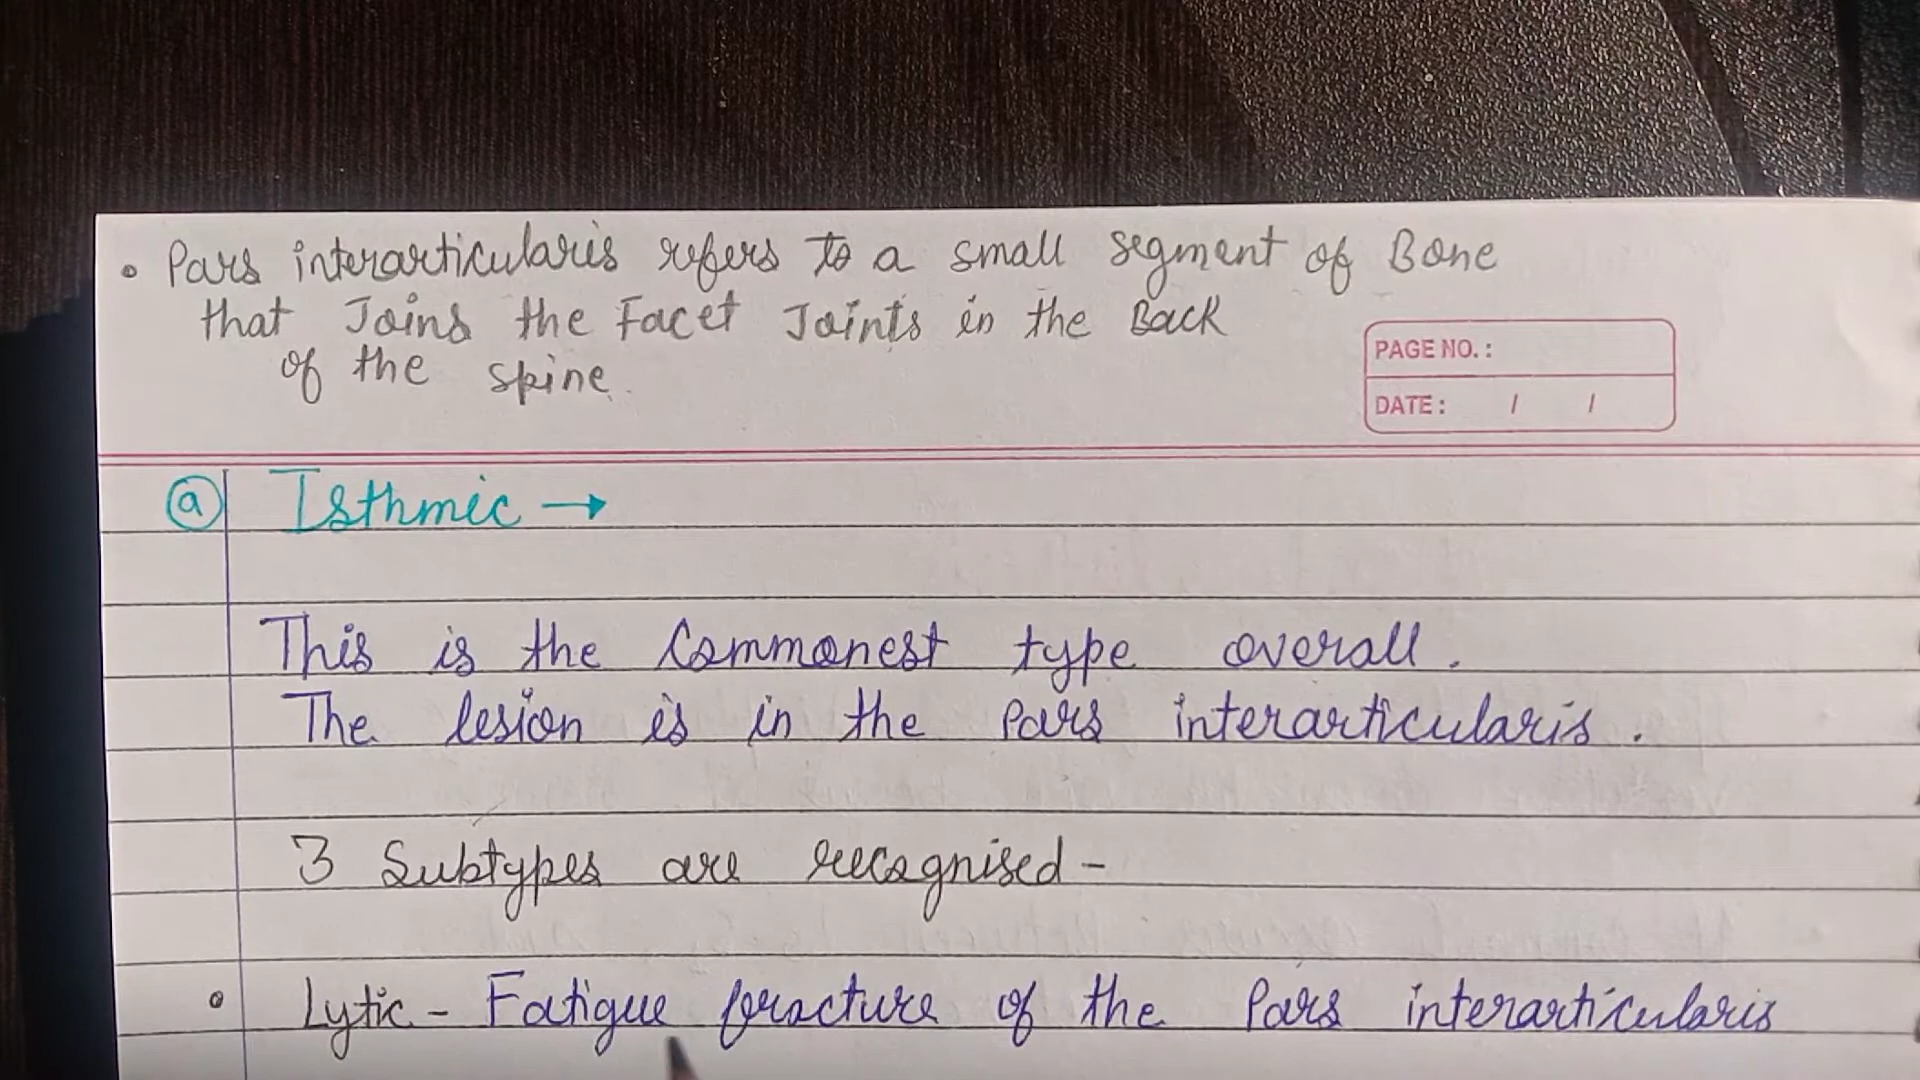 • Pars interarticularis refers to a small segment of Bone
that Joins the Facet Joints in the Back
of the spine.
PAGE NO. :
DATE : / /
ⓐ Isthmic →
This is the Commonest type overall.
The lesion is in the Pars interarticularis.
3 Subtypes are recognised-
• Lytic - Fatigue fracture of the Pars interarticularis